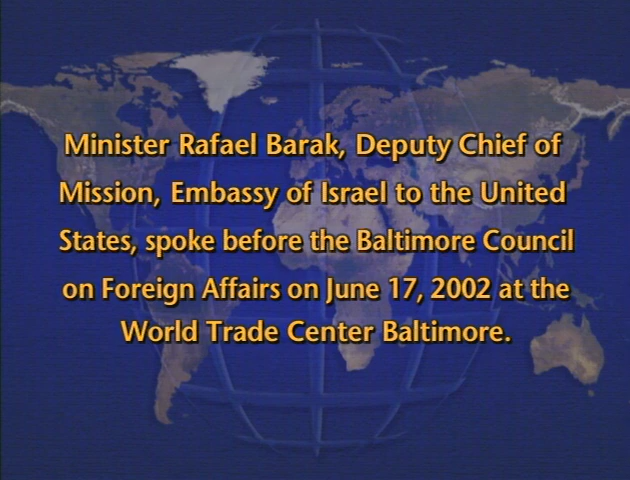 Minister Rafael Barak, Deputy Chief of
Mission, Embassy of Israel to the United
States, spoke before the Baltimore Council
on Foreign Affairs on June 17, 2002 at the
World Trade Center Baltimore.